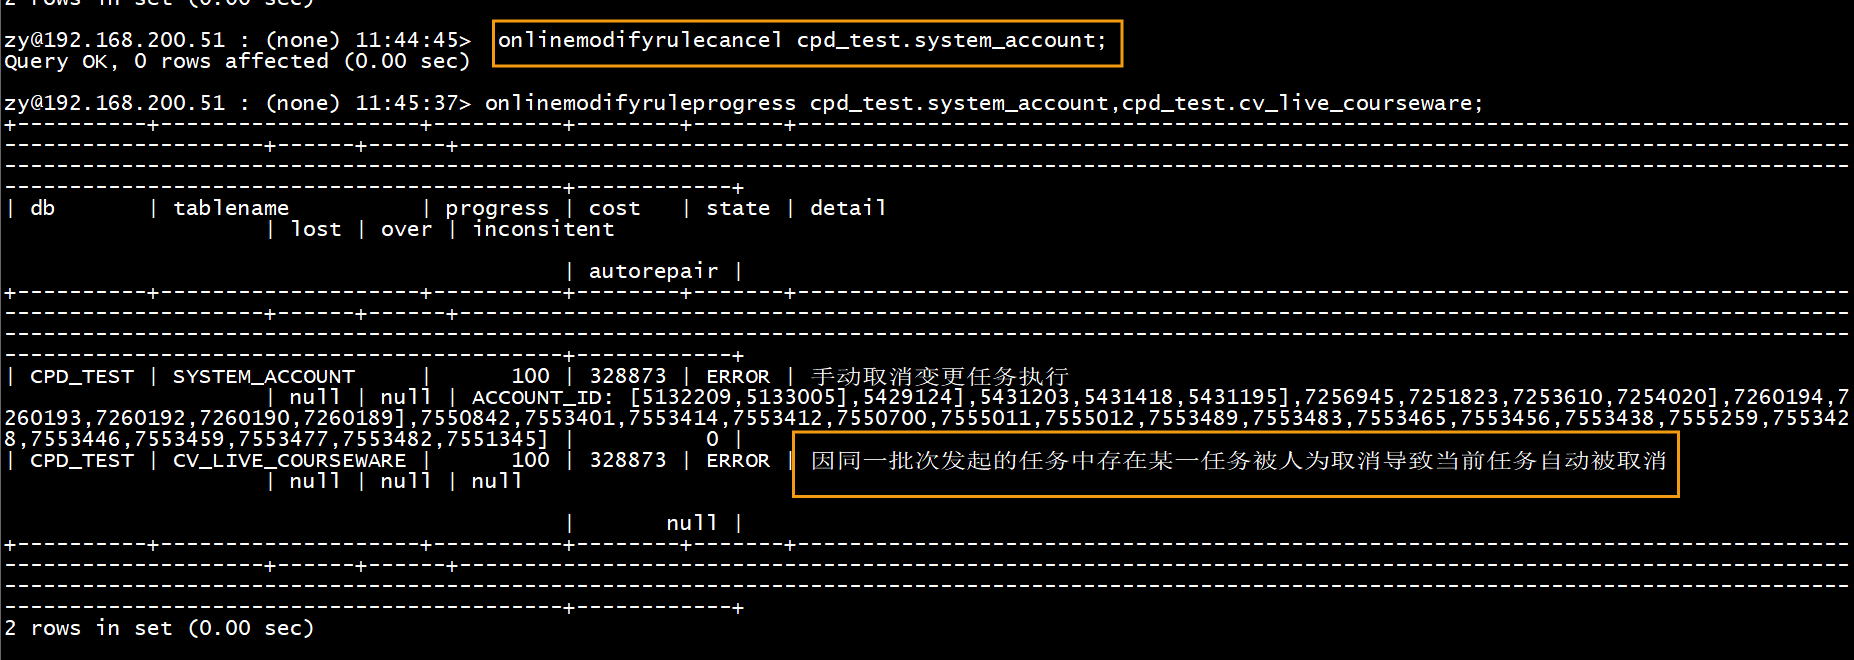 2 rows in set (0.00 sec)
zy@192.168.200.51 : (none) 11:44:45> onlinemodifyrulecancel cpd_test.system_account;
Query OK, 0 rows affected (0.00 sec)
zy@192.168.200.51 : (none) 11:45:37> onlinemodifyruleprogress cpd_test.system_account,cpd_test.cv_live_courseware;
| db | tablename | progress | cost | state | detail
| lost | over | inconsitent
| autorepair |
| CPD_TEST | SYSTEM_ACCOUNT | 100 | 328873 | ERROR | 手动取消变更任务执行
| null | null | ACCOUNT_ID: [5132209,5133005],5429124],5431203,5431418,5431195],7256945,7251823,7253610,7254020],7260194,7
260193,7260192,7260190,7260189],7550842,7553401,7553414,7553412,7550700,7555011,7555012,7553489,7553483,7553465,7553456,7553438,7555259,755342
8,7553446,7553459,7553477,7553482,7551345] | 0 |
| CPD_TEST | CV_LIVE_COURSEWARE | 100 | 328873 | ERROR | 因同一批次发起的任务中存在某一任务被人为取消导致当前任务自动被取消
| null | null | null
| null |
2 rows in set (0.00 sec)